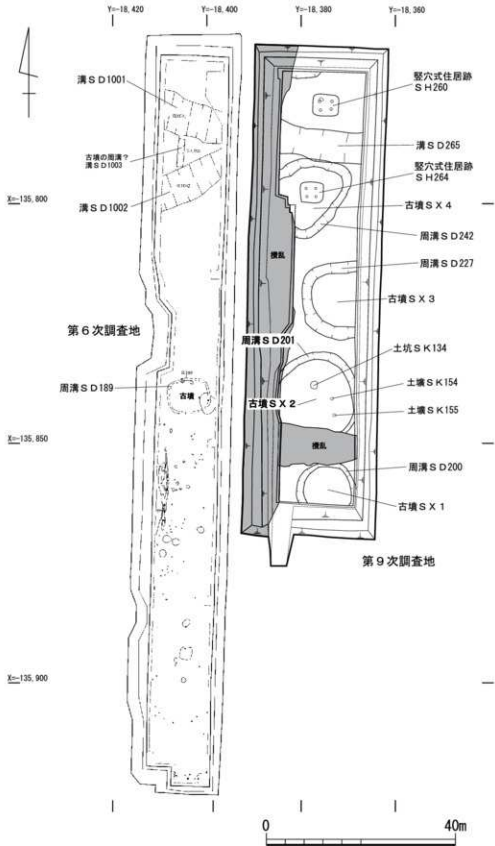 Y=-18,420
Y=-18,400
Y=-18,380
Y=-18,360
溝SD1001
古墳の周溝?
溝SD1003
溝SD1002
X=-135,800
第6次調査地
周溝SD189
古墳
X=-135,850
X=-135,900
竪穴式住居跡
SH260
溝SD265
竪穴式住居跡
SH264
古墳SX4
周溝SD242
周溝SD227
攪乱
古墳SX3
周溝SD201
土坑SK134
土壙SK154
古墳SX2
土壙SK155
攪乱
周溝SD200
古墳SX1
第9次調査地
0
40m